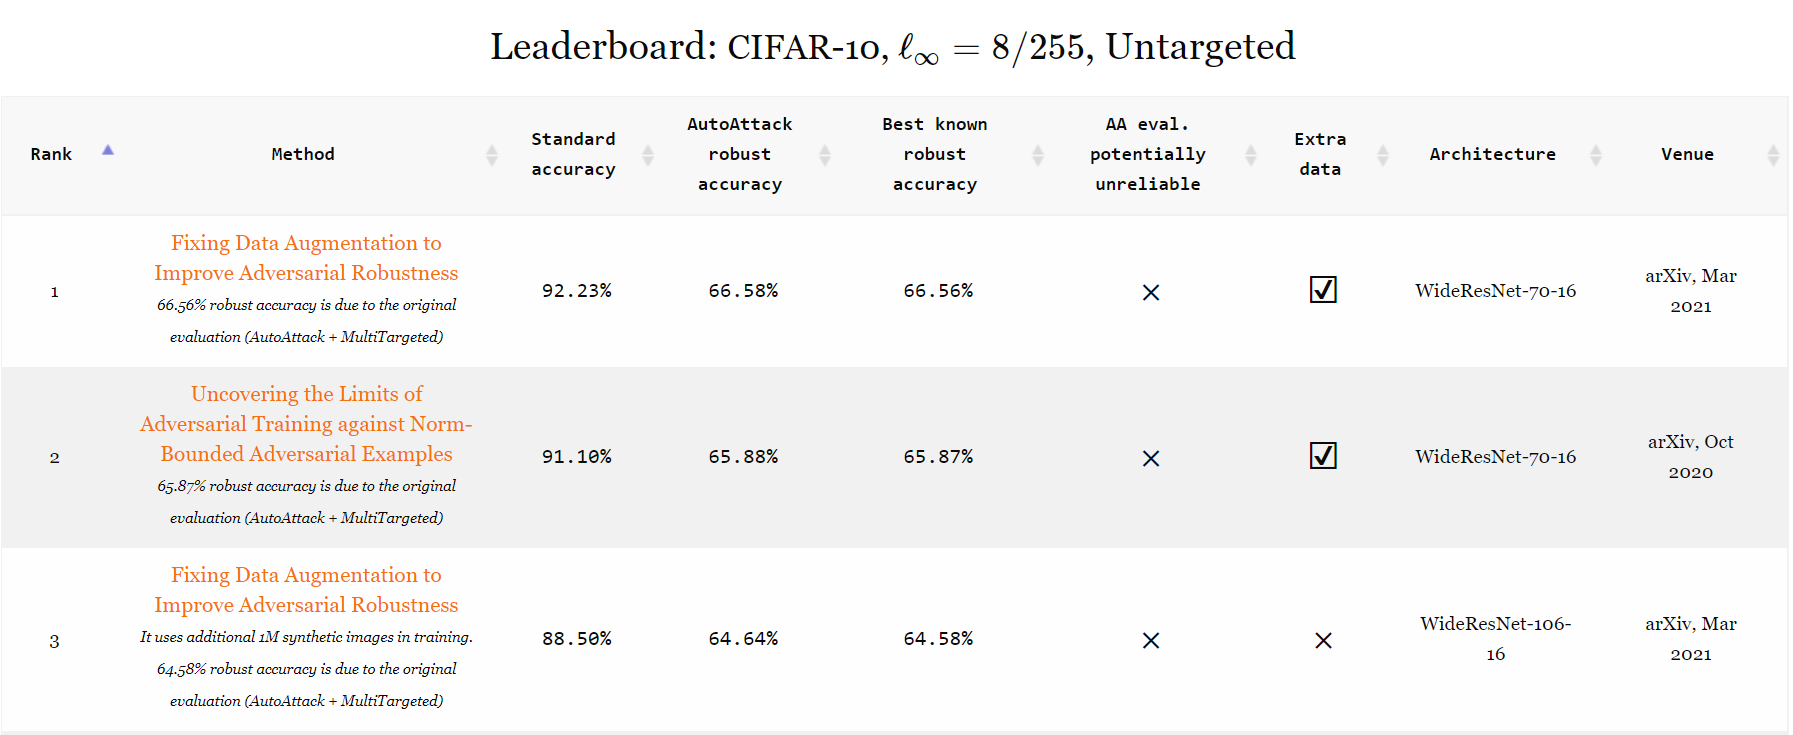 Leaderboard: CIFAR-10, ℓ∞ = 8/255, Untargeted
Rank
Method
Standard
accuracy
AutoAttack
robust
accuracy
Best known
robust
accuracy
AA eval.
potentially
unreliable
Extra
data
Architecture
Venue
1
Fixing Data Augmentation to
Improve Adversarial Robustness
66.56% robust accuracy is due to the original
evaluation (AutoAttack + MultiTargeted)
92.23%
66.58%
66.56%
×
☑
WideResNet-70-16
arXiv, Mar
2021
2
Uncovering the Limits of
Adversarial Training against Norm-
Bounded Adversarial Examples
65.87% robust accuracy is due to the original
evaluation (AutoAttack + MultiTargeted)
91.10%
65.88%
65.87%
×
☑
WideResNet-70-16
arXiv, Oct
2020
3
Fixing Data Augmentation to
Improve Adversarial Robustness
It uses additional 1M synthetic images in training.
64.58% robust accuracy is due to the original
evaluation (AutoAttack + MultiTargeted)
88.50%
64.64%
64.58%
×
×
WideResNet-106-
16
arXiv, Mar
2021